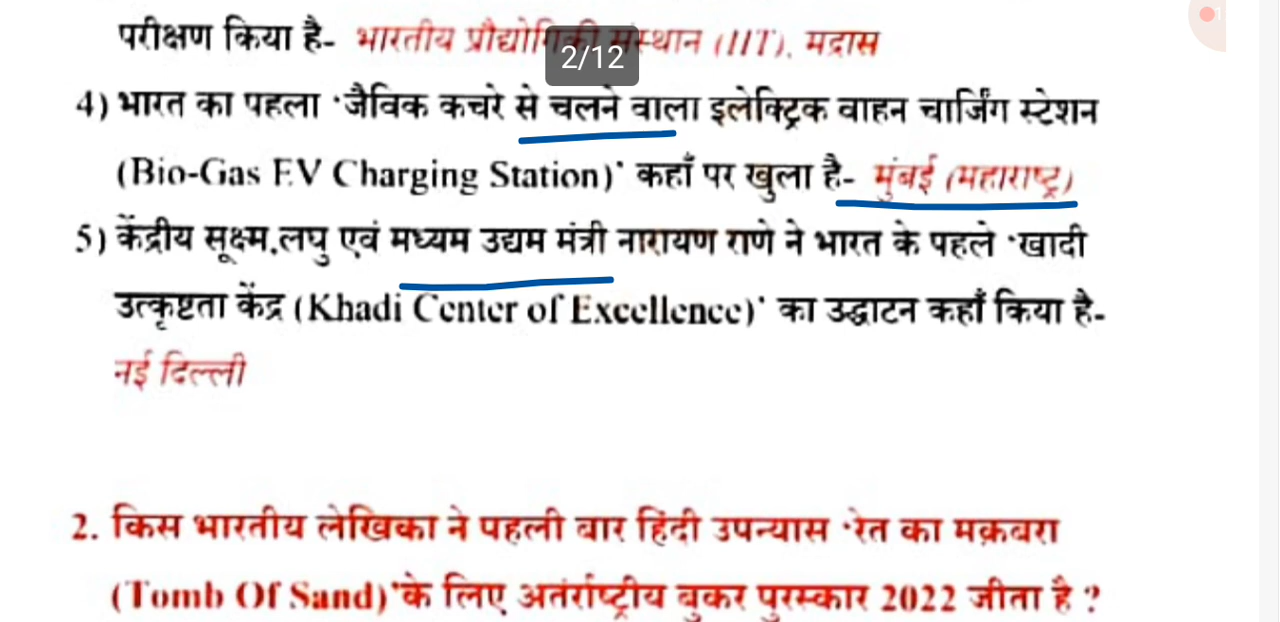 परीक्षण किया है- भारतीय प्रौद्योगिकी संस्थान (IIT), मद्रास
2/12
4) भारत का पहला 'जैविक कचरे से चलने वाला इलेक्ट्रिक वाहन चार्जिंग स्टेशन
(Bio-Gas EV Charging Station)' कहाँ पर खुला है- मुंबई (महाराष्ट्र)
5) केंद्रीय सूक्ष्म,लघु एवं मध्यम उद्यम मंत्री नारायण राणे ने भारत के पहले 'खादी
उत्कृष्टता केंद्र (Khadi Center of Excellence)' का उद्घाटन कहाँ किया है-
नई दिल्ली
2. किस भारतीय लेखिका ने पहली बार हिंदी उपन्यास 'रेत का मक़बरा
(Tomb Of Sand)'के लिए अतंर्राष्ट्रीय बुकर पुरस्कार 2022 जीता है ?